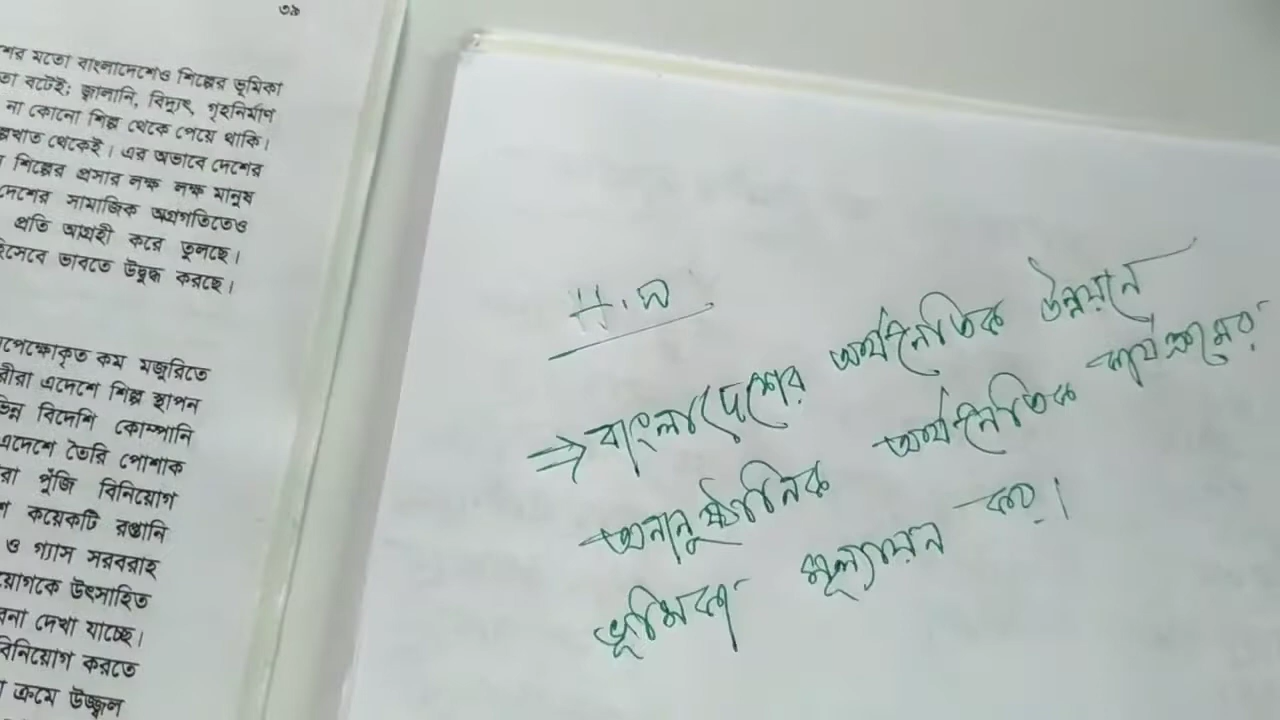 ৩৯
শের মতো বাংলাদেশেও শিল্পের ভূমিকা
তা বটেই; জ্বালানি, বিদ্যুৎ, গৃহনির্মাণ
না কোনো শিল্প থেকে পেয়ে থাকি।
ল্পখাত থেকেই। এর অভাবে দেশের
শিল্পের প্রসার লক্ষ লক্ষ মানুষ
দেশের সামাজিক অগ্রগতিতেও
প্রতি আগ্রহী করে তুলছে।
হিসেবে ভাবতে উদ্বুদ্ধ করছে।
পেক্ষোকৃত কম মজুরিতে
রীরা এদেশে শিল্প স্থাপন
ভিন্ন বিদেশি কোম্পানি
এদেশে তৈরি পোশাক
রা পুঁজি বিনিয়োগ
কয়েকটি রপ্তানি
ও গ্যাস সরবরাহ
য়োগকে উৎসাহিত
বনা দেখা যাচ্ছে।
বিনিয়োগ করতে
ক্রমে উজ্জ্বল
H.W
⇒ বাংলাদেশের অর্থনৈতিক উন্নয়নে
অনানুষ্ঠানিক অর্থনৈতিক কার্যক্রমের
ভূমিকা মূল্যায়ন কর।